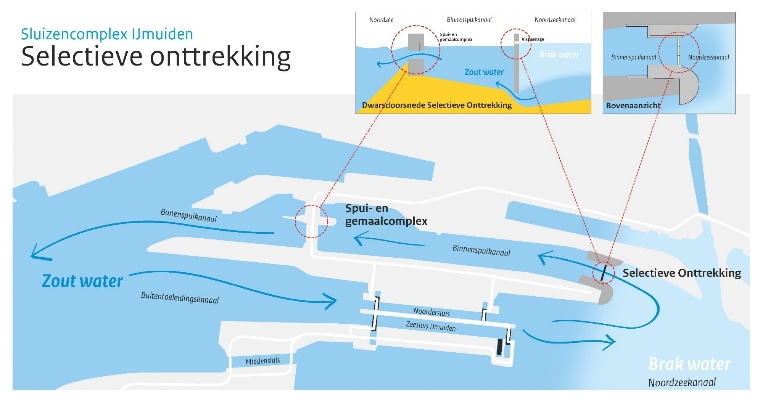 Sluizencomplex IJmuiden
Selectieve onttrekking
Noordzee
Binnenspuikanaal
Noordzeekanaal
Spui- en
gemaalcomplex
Vispassage
Brak water
Zout water
Dwarsdoorsnede Selectieve Onttrekking
Binnenspuikanaal
Noordzeekanaal
Bovenaanzicht
Buitenspuikanaal
Spui- en
gemaalcomplex
Binnenspuikanaal
Selectieve Onttrekking
Zout water
Buitentoeleidingskanaal
Noordersluis
Zeesluis IJmuiden
Middensluis
Brak water
Noordzeekanaal